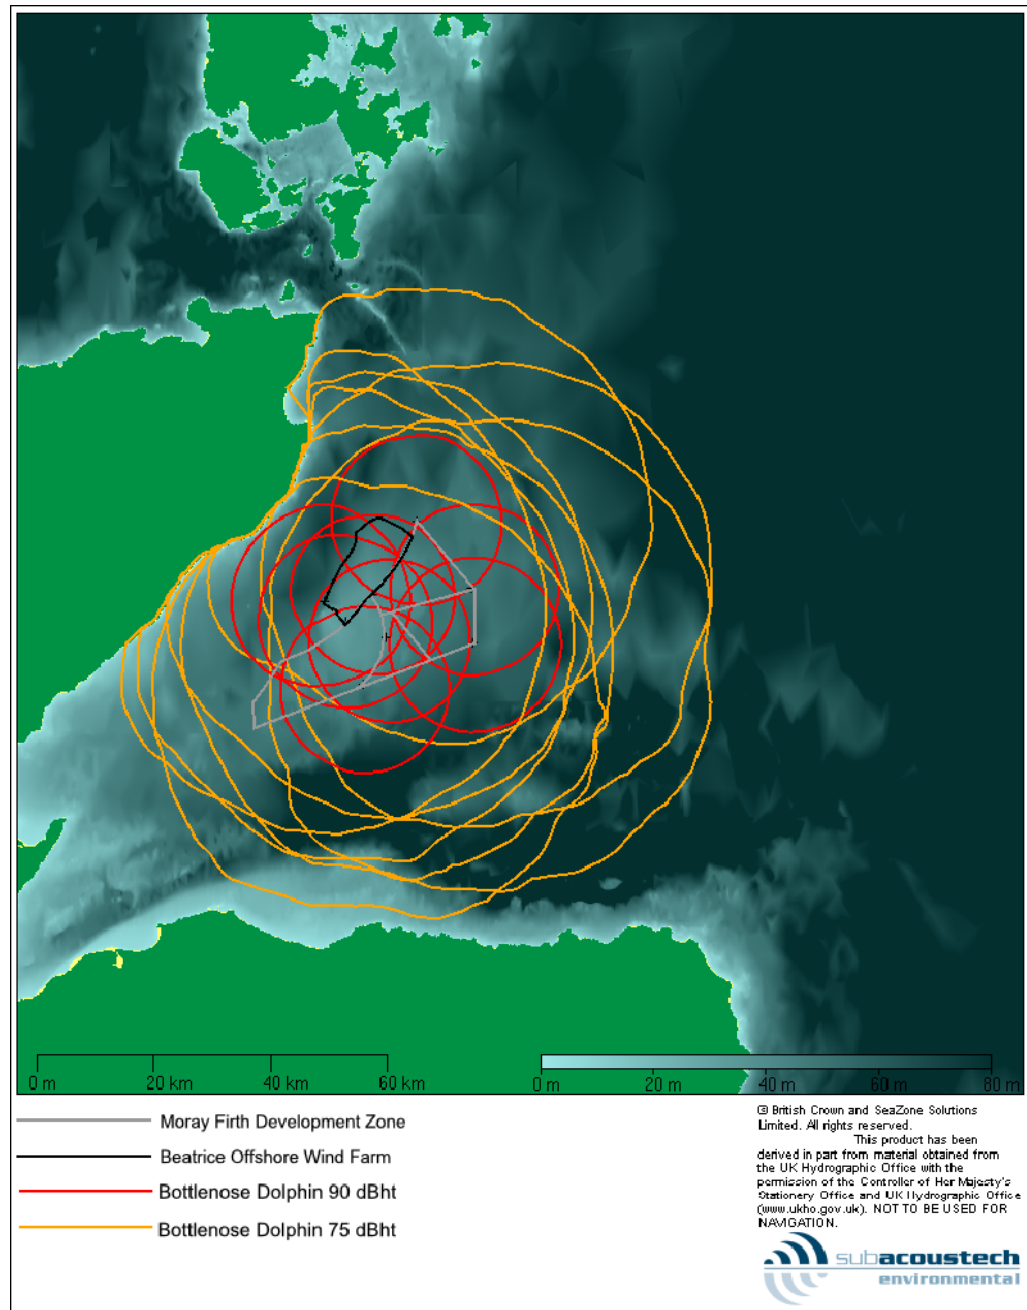 0 m 20 km 40 km 60 km
0 m 20 m 40 m 60 m 80 m
Moray Firth Development Zone
Beatrice Offshore Wind Farm
Bottlenose Dolphin 90 dBht
Bottlenose Dolphin 75 dBht
© British Crown and SeaZone Solutions
Limited. All rights reserved.
This product has been
derived in part from material obtained from
the UK Hydrographic Office with the
permission of the Controller of Her Majesty's
Stationery Office and UK Hydrographic Office
(www.ukho.gov.uk). NOT TO BE USED FOR
NAVIGATION.
subacoustech
environmental